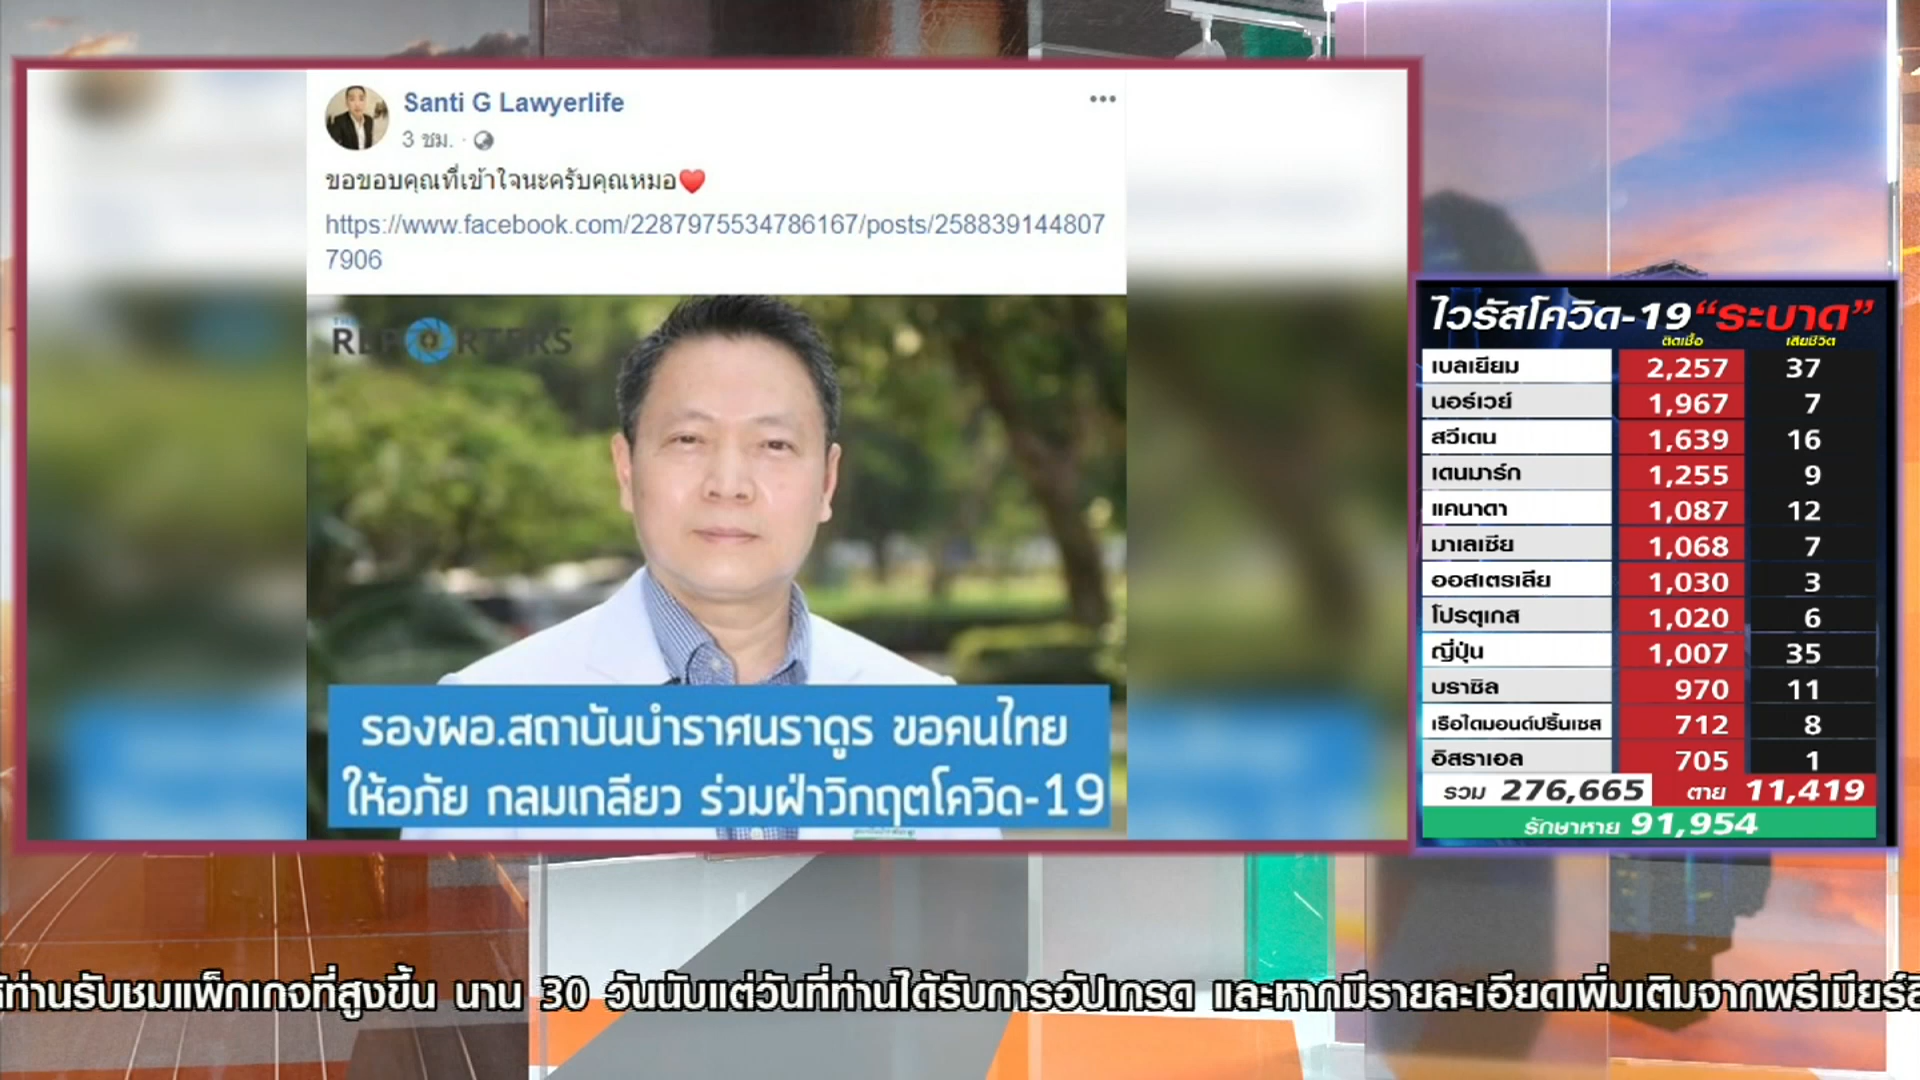 Santi G Lawyerlife
3 ชม. ·
ขอขอบคุณที่เข้าใจนะครับคุณหมอ❤️
https://www.facebook.com/2287975534786167/posts/258839144807
7906
THE
REPORTERS
รองผอ.สถาบันบำราศนราดูร ขอคนไทย
ให้อภัย กลมเกลียว ร่วมฝ่าวิกฤตโควิด-19
ไวรัสโควิด-19 “ระบาด”
ติดเชื้อ เสียชีวิต
เบลเยียม 2,257 37
นอร์เวย์ 1,967 7
สวีเดน 1,639 16
เดนมาร์ก 1,255 9
แคนาดา 1,087 12
มาเลเซีย 1,068 7
ออสเตรเลีย 1,030 3
โปรตุเกส 1,020 6
ญี่ปุ่น 1,007 35
บราซิล 970 11
เรือไดมอนด์ปริ้นเซส 712 8
อิสราเอล 705 1
รวม 276,665 ตาย 11,419
รักษาหาย 91,954
ท่านรับชมแพ็กเกจที่สูงขึ้น นาน 30 วันนับแต่วันที่ท่านได้รับการอัปเกรด และหากมีรายละเอียดเพิ่มเติมจากพรีเมียร์